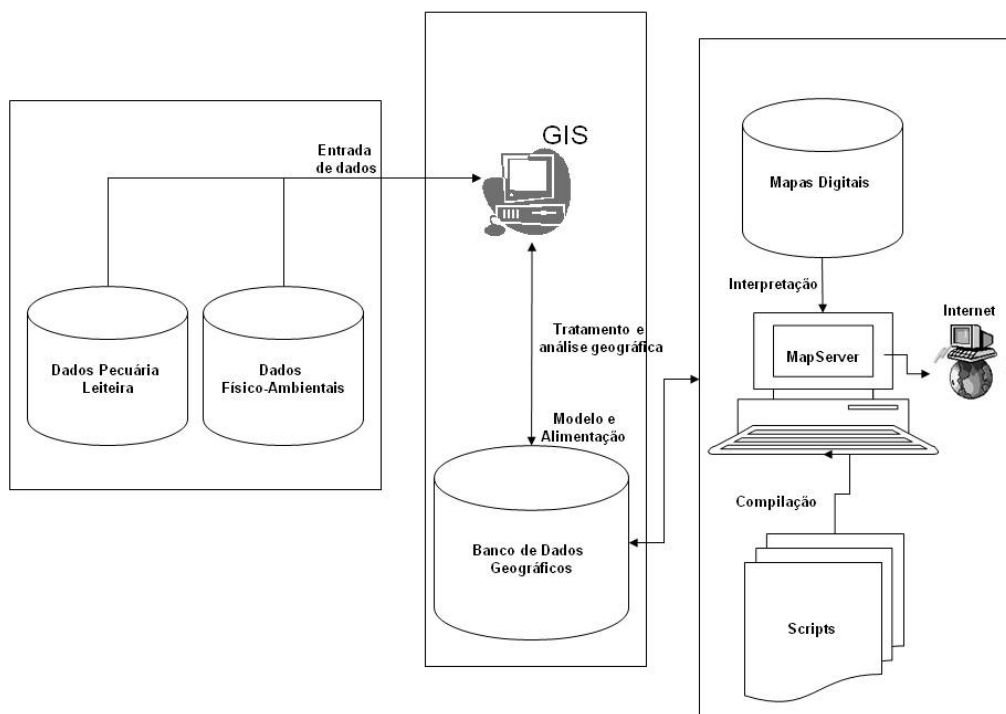 Entrada
de dados
Dados Pecuária
Leiteira
Dados
Físico-Ambientais
GIS
Tratamento e
análise geográfica
Modelo e
Alimentação
Banco de Dados
Geográficos
Mapas Digitais
Interpretação
MapServer
Internet
Compilação
Scripts